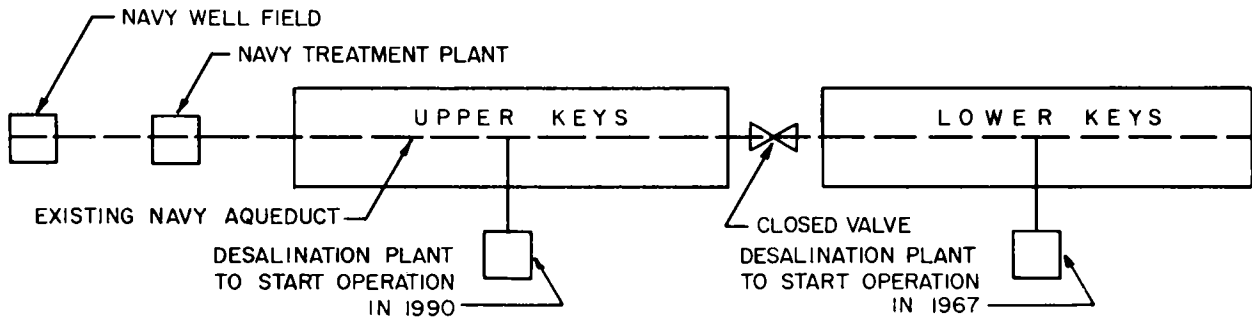 NAVY WELL FIELD
NAVY TREATMENT PLANT
UPPER KEYS
LOWER KEYS
EXISTING NAVY AQUEDUCT
CLOSED VALVE
DESALINATION PLANT
TO START OPERATION
IN 1990
DESALINATION PLANT
TO START OPERATION
IN 1967